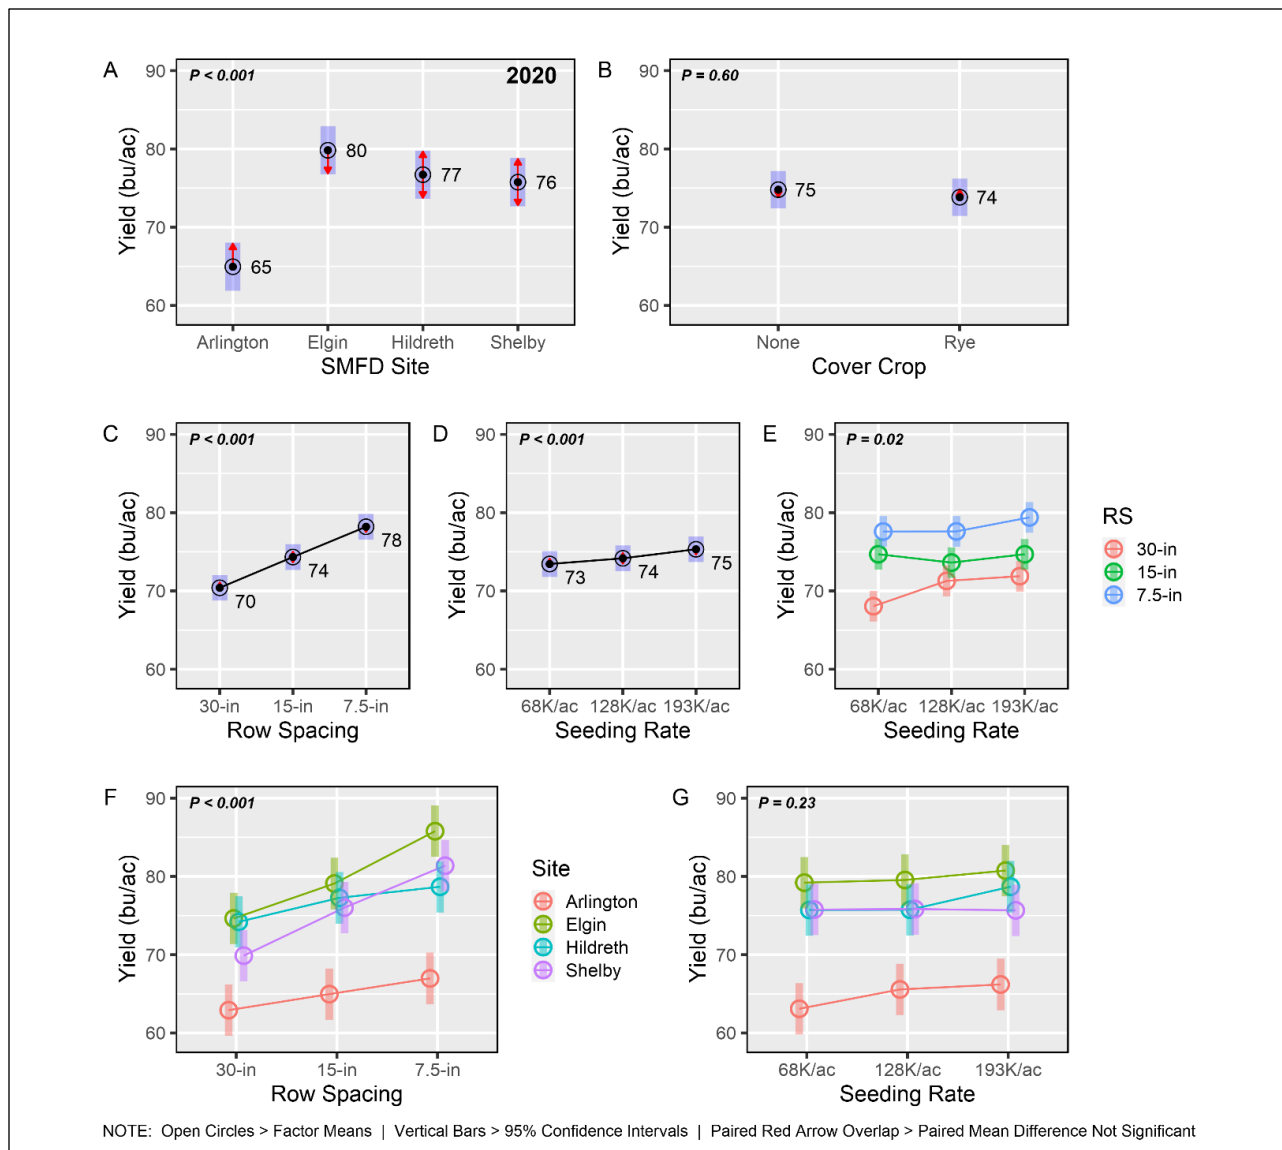 A
P < 0.001
2020
90
80
70
60
Yield (bu/ac)
80
77
76
65
Arlington Elgin Hildreth Shelby
SMFD Site
B
P = 0.60
90
80
70
60
Yield (bu/ac)
75
74
None Rye
Cover Crop
C
P < 0.001
90
80
70
60
Yield (bu/ac)
70
74
78
30-in 15-in 7.5-in
Row Spacing
D
P < 0.001
90
80
70
60
Yield (bu/ac)
73
74
75
68K/ac 128K/ac 193K/ac
Seeding Rate
E
P = 0.02
90
80
70
60
Yield (bu/ac)
68K/ac 128K/ac 193K/ac
Seeding Rate
RS
30-in
15-in
7.5-in
F
P < 0.001
90
80
70
60
Yield (bu/ac)
30-in 15-in 7.5-in
Row Spacing
Site
Arlington
Elgin
Hildreth
Shelby
G
P = 0.23
90
80
70
60
Yield (bu/ac)
68K/ac 128K/ac 193K/ac
Seeding Rate
NOTE: Open Circles > Factor Means | Vertical Bars > 95% Confidence Intervals | Paired Red Arrow Overlap > Paired Mean Difference Not Significant